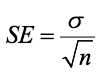 SE = σ / √n